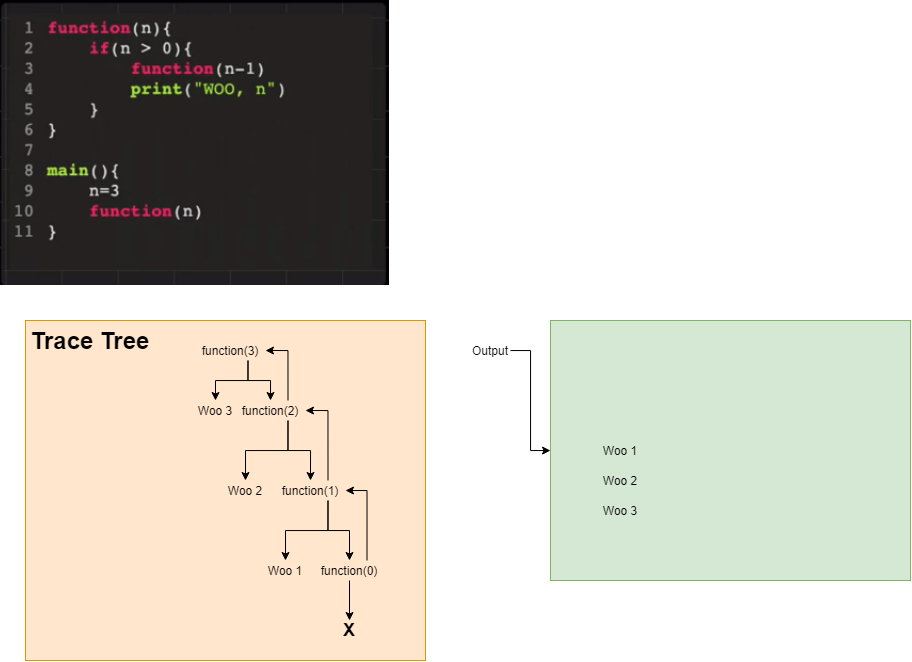 1 function(n){
2 if(n > 0){
3 function(n-1)
4 print("WOO, n")
5 }
6 }
7
8 main(){
9 n=3
10 function(n)
11 }
Trace Tree
function(3)
Woo 3 function(2)
Woo 2 function(1)
Woo 1 function(0)
X
Output
Woo 1
Woo 2
Woo 3